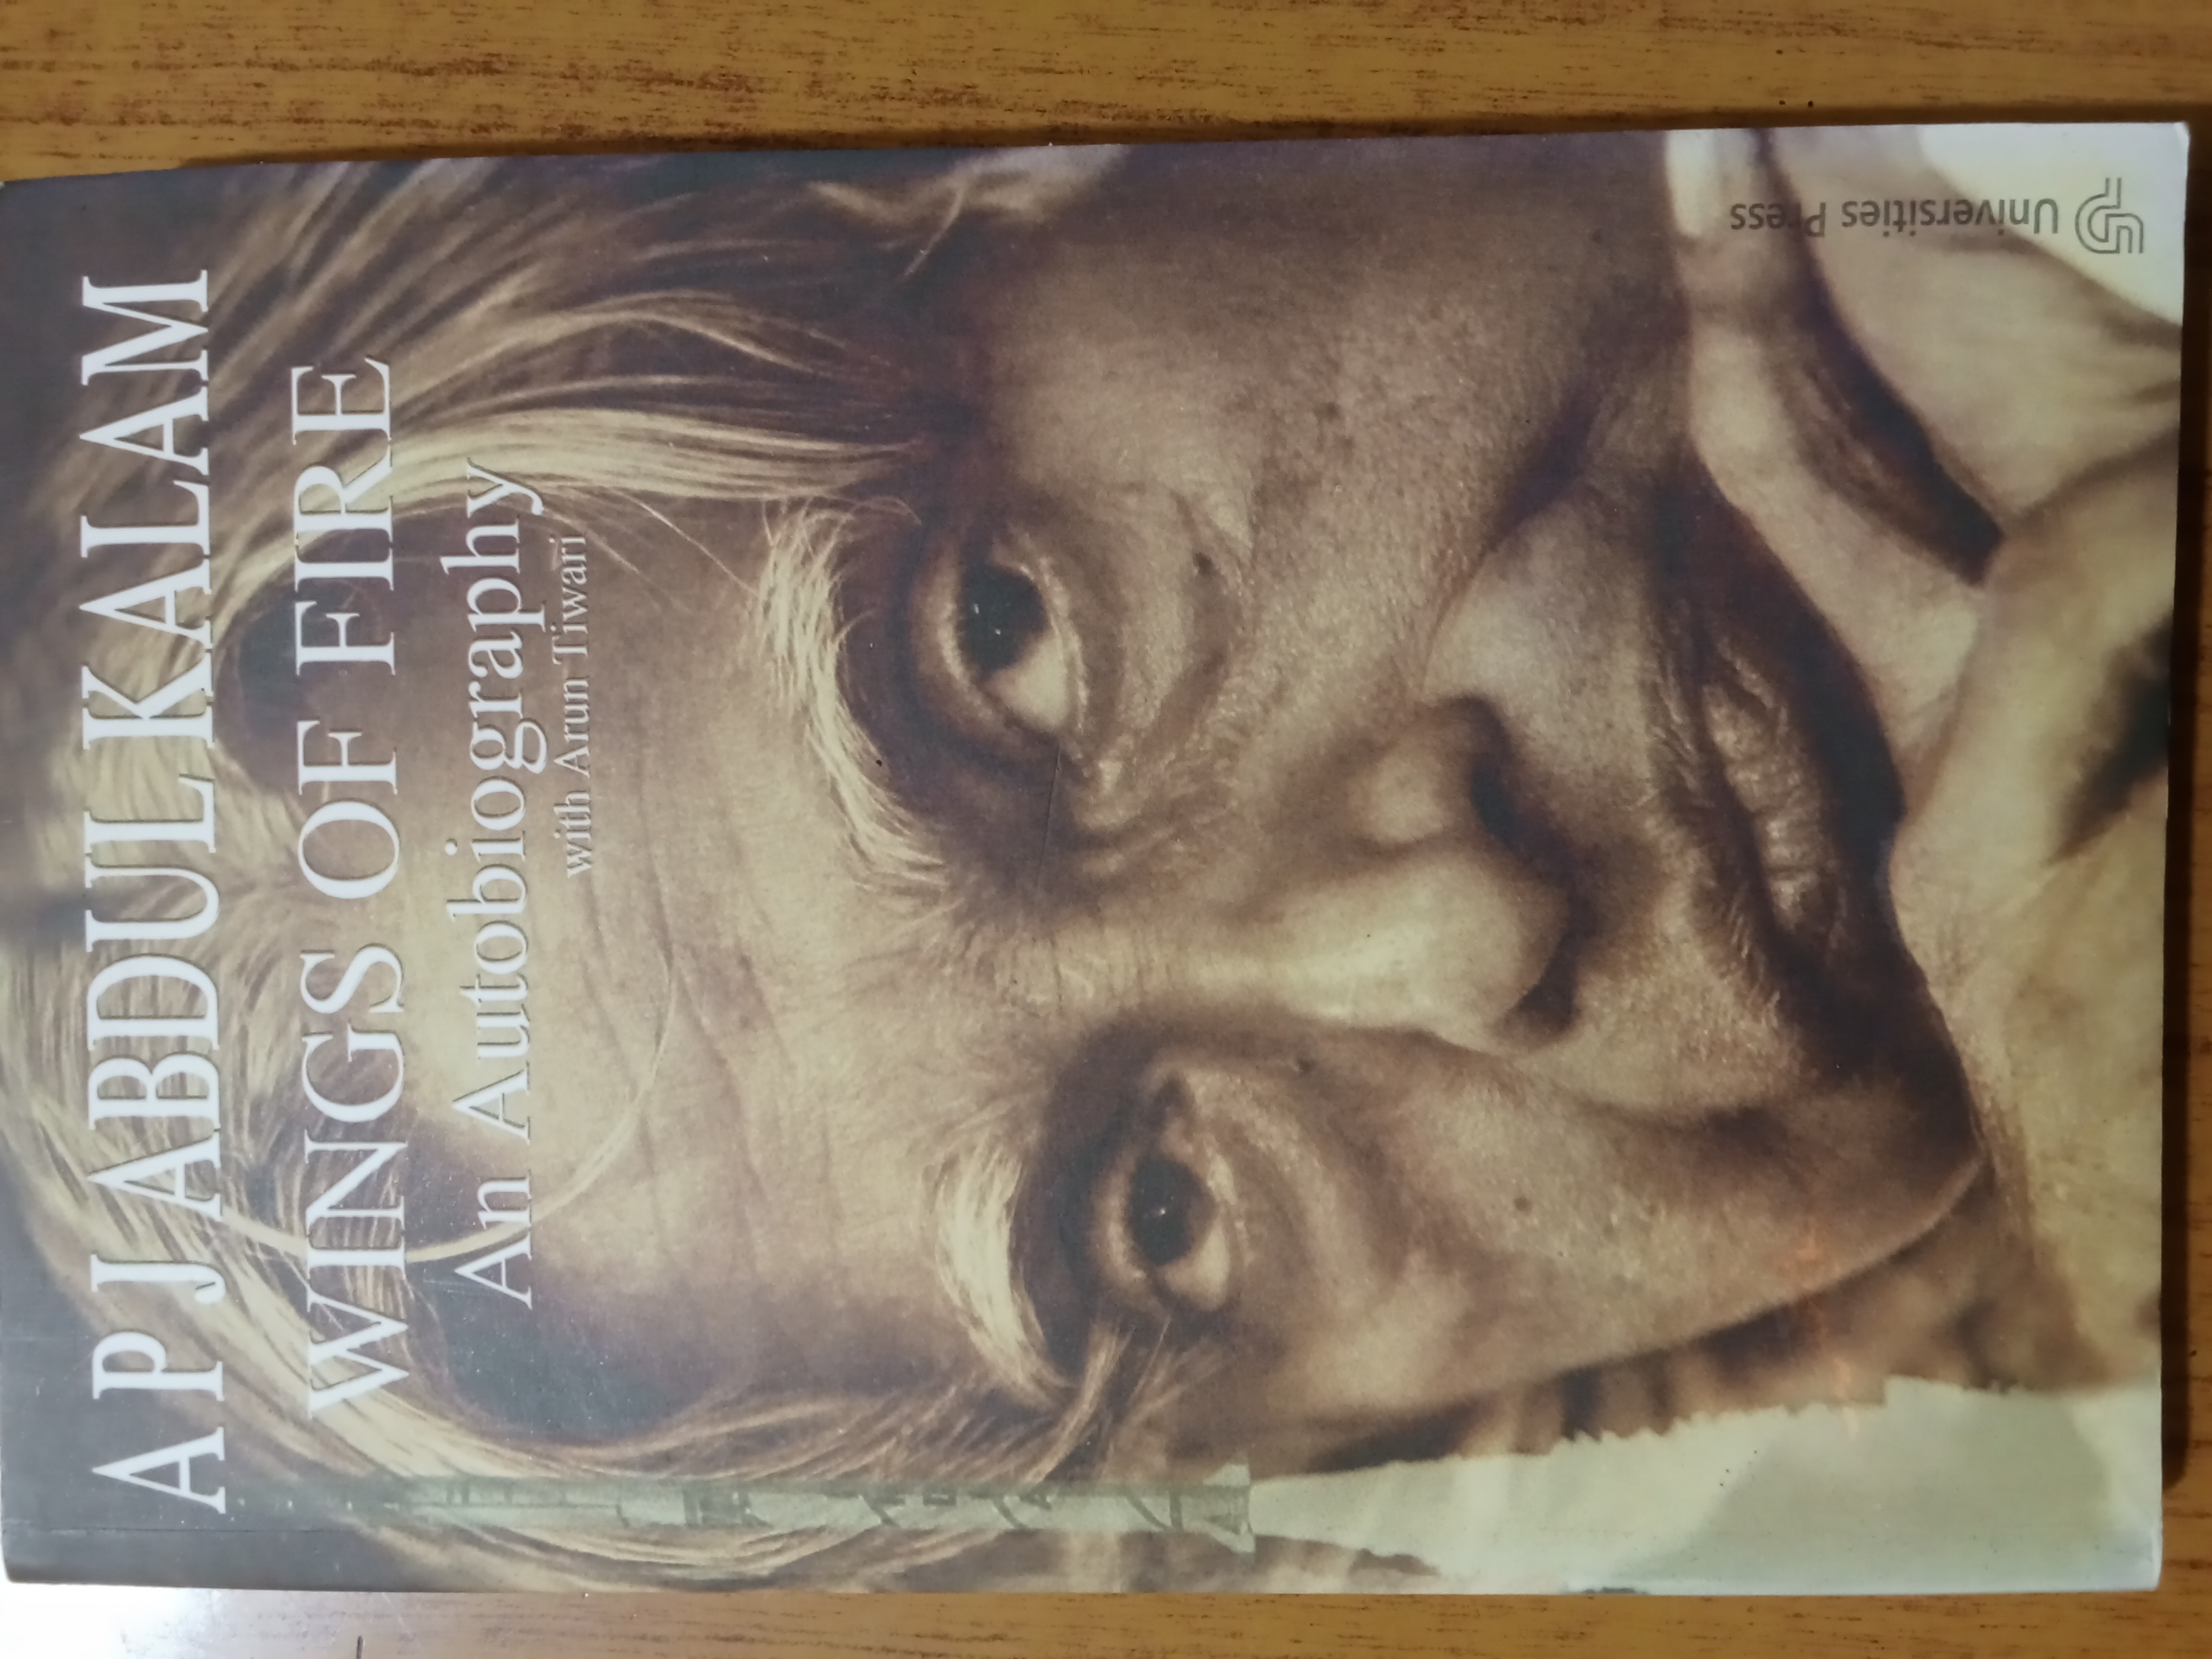 A P J ABDUL KALAM
WINGS OF FIRE
An Autobiography
with Arun Tiwari
Universities Press